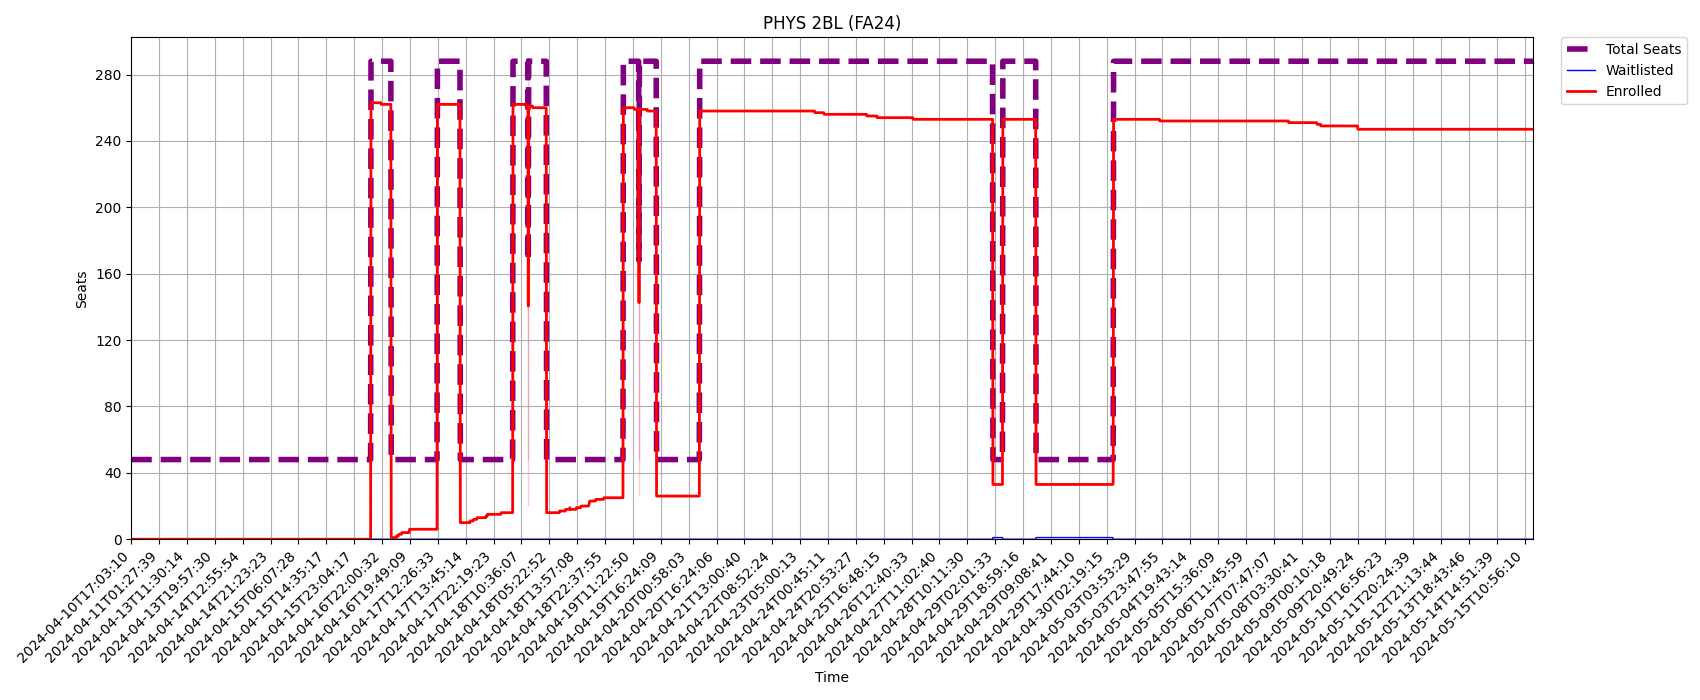 PHYS 2BL (FA24)
Total Seats
Waitlisted
Enrolled
Seats
280
240
200
160
120
80
40
0
2024-04-10T17:03:10
2024-04-11T01:27:39
2024-04-13T11:30:14
2024-04-13T19:57:30
2024-04-14T12:55:54
2024-04-14T21:23:23
2024-04-15T06:07:28
2024-04-15T14:35:17
2024-04-15T23:04:17
2024-04-16T22:00:32
2024-04-16T19:49:09
2024-04-17T12:26:33
2024-04-17T13:45:14
2024-04-17T22:19:23
2024-04-18T10:36:07
2024-04-18T05:22:52
2024-04-18T13:57:08
2024-04-18T22:37:55
2024-04-19T11:22:50
2024-04-19T16:24:09
2024-04-20T00:58:03
2024-04-20T16:24:06
2024-04-21T13:00:40
2024-04-22T08:52:24
2024-04-23T05:00:13
2024-04-24T00:45:11
2024-04-24T20:53:27
2024-04-25T16:48:15
2024-04-26T12:40:33
2024-04-27T11:02:40
2024-04-28T10:11:30
2024-04-29T02:01:33
2024-04-29T18:59:16
2024-04-29T09:08:41
2024-04-29T17:44:10
2024-04-30T02:19:15
2024-05-03T03:53:29
2024-05-03T23:47:55
2024-05-04T19:43:14
2024-05-05T15:36:09
2024-05-06T11:45:59
2024-05-07T07:47:07
2024-05-08T03:30:41
2024-05-09T00:10:18
2024-05-09T20:49:24
2024-05-10T16:56:23
2024-05-11T20:24:39
2024-05-12T21:13:44
2024-05-13T18:43:46
2024-05-14T14:51:39
2024-05-15T10:56:10
Time